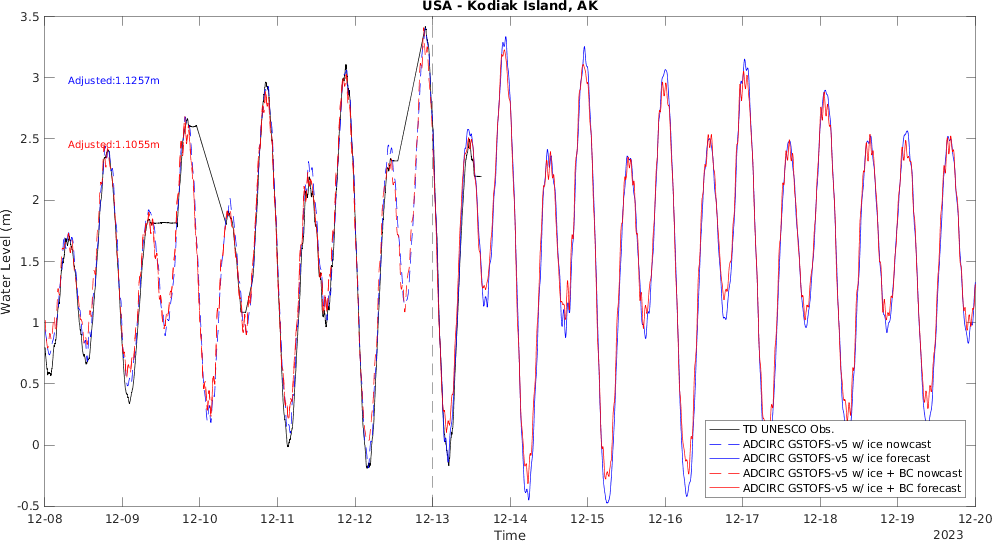 USA - Kodiak Island, AK
3.5
3
2.5
2
1.5
1
0.5
0
-0.5
Water Level (m)
Adjusted:1.1257m
Adjusted:1.1055m
TD UNESCO Obs.
ADCIRC GSTOFS-v5 w/ ice nowcast
ADCIRC GSTOFS-v5 w/ ice forecast
ADCIRC GSTOFS-v5 w/ice + BC nowcast
ADCIRC GSTOFS-v5 w/ice + BC forecast
12-08 12-09 12-10 12-11 12-12 12-13 12-14 12-15 12-16 12-17 12-18 12-19 12-20
Time
2023